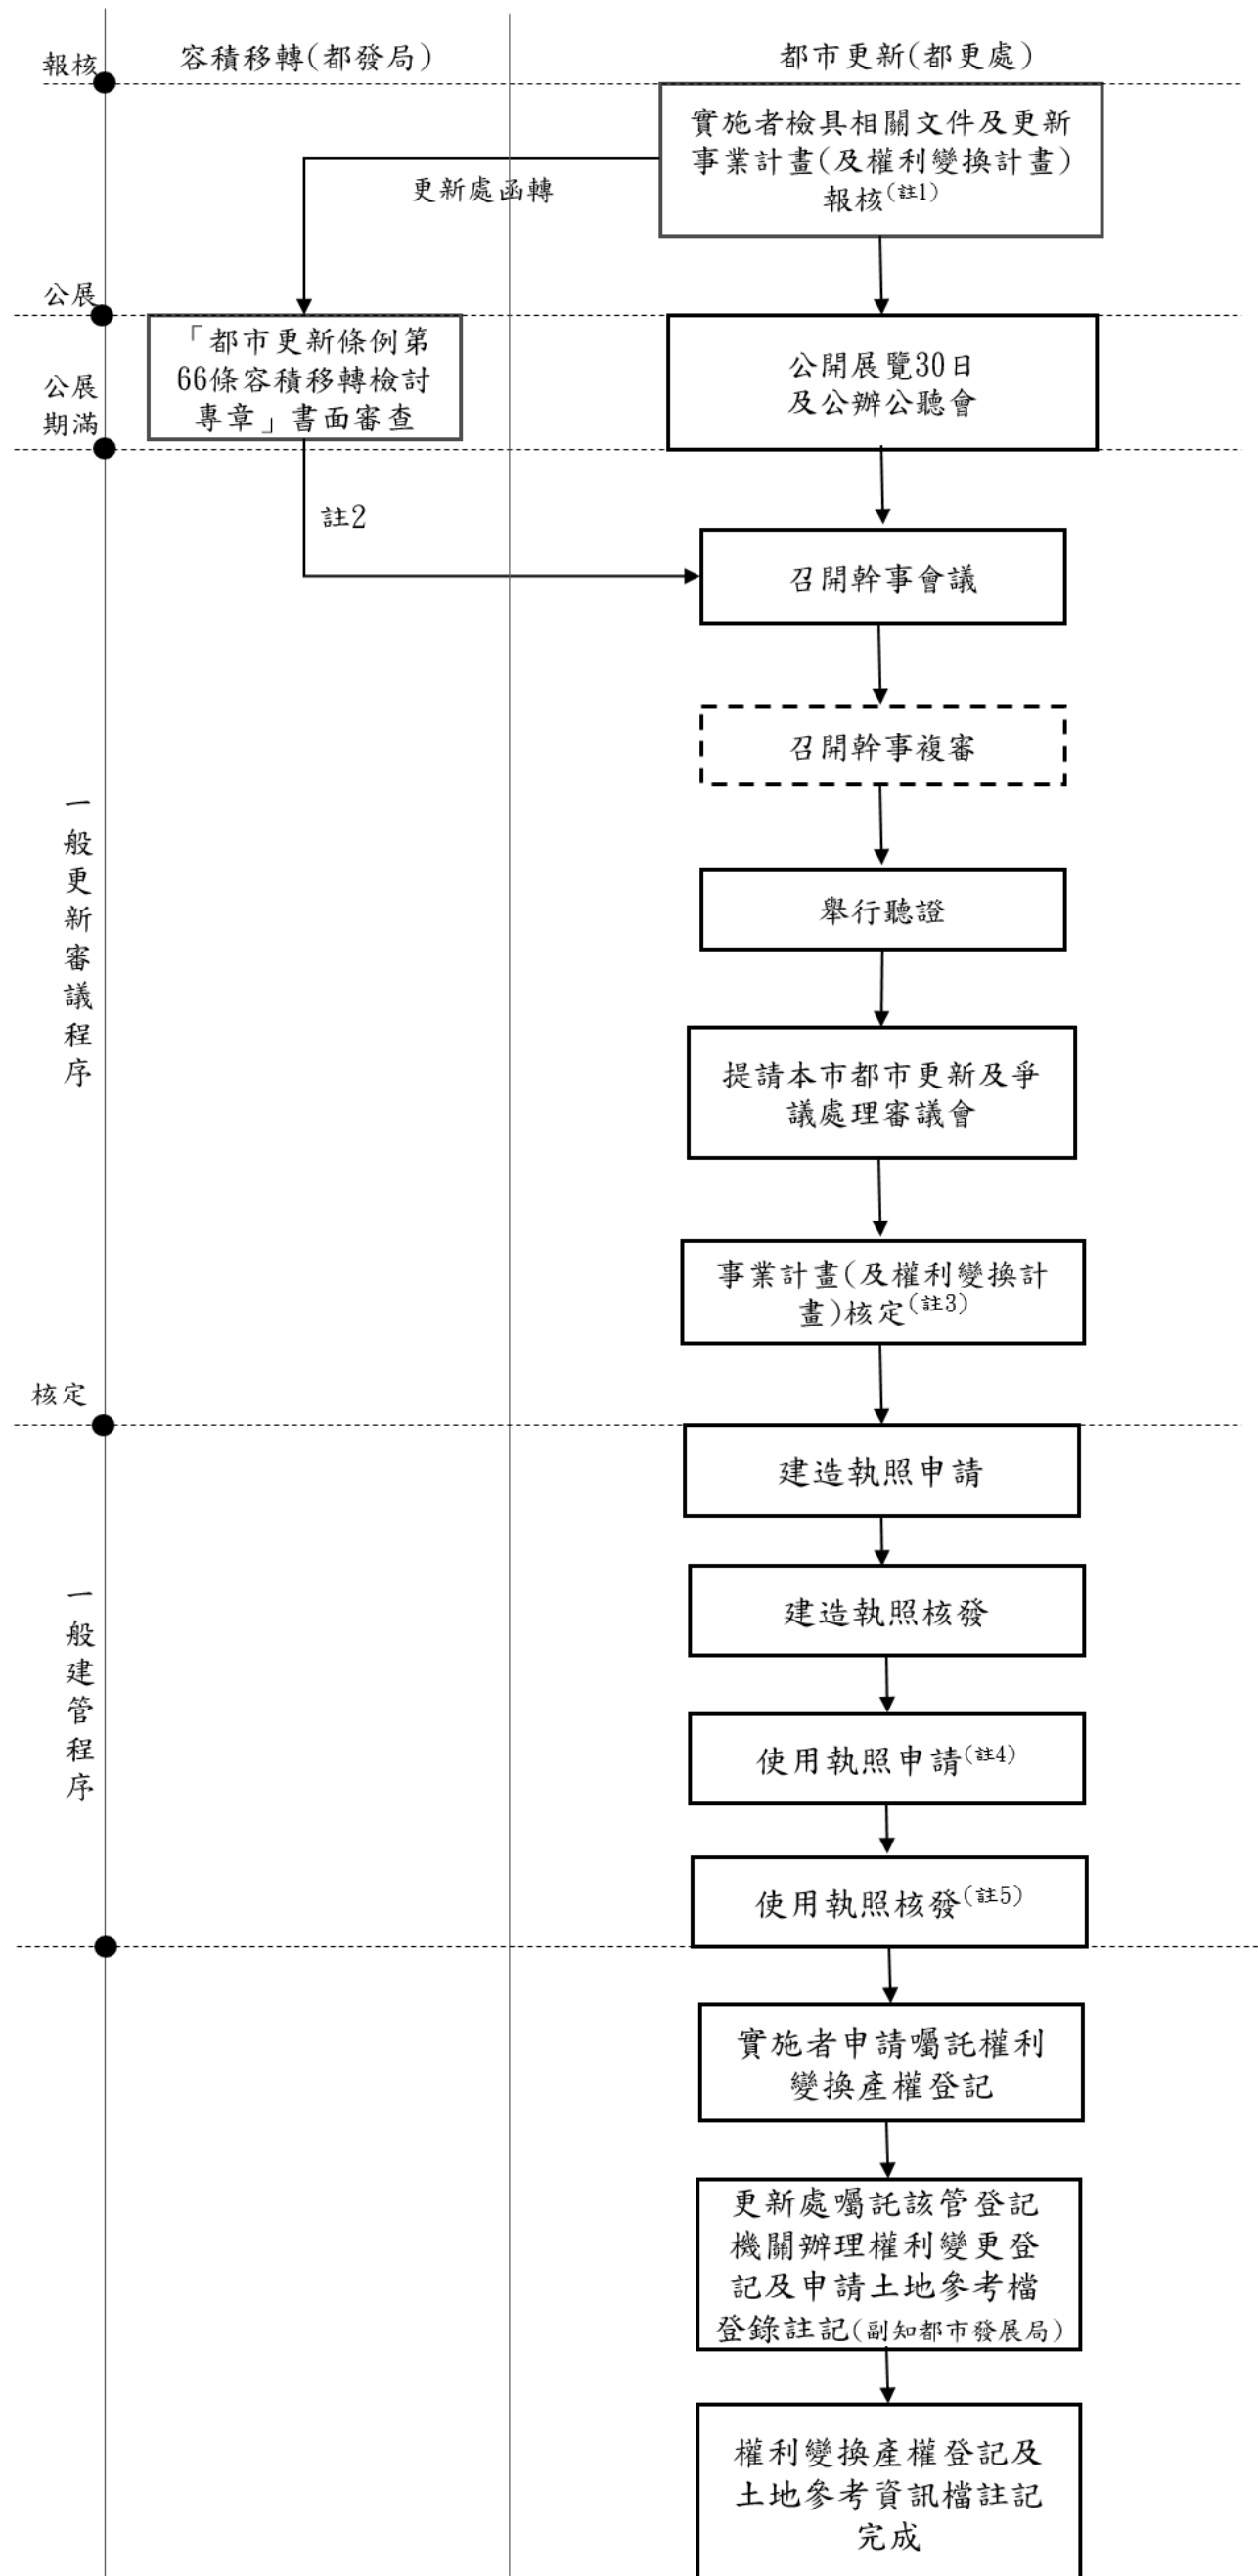 報核
容積移轉(都發局)
都市更新(都更處)
實施者檢具相關文件及更新
事業計畫(及權利變換計畫)
報核(註1)
更新處函轉
公展
「都市更新條例第
66條容積移轉檢討
專章」書面審查
公開展覽30日
及公辦公聽會
公展
期滿
註2
召開幹事會議
召開幹事複審
舉行聽證
一般更新審議程序
提請本市都市更新及爭
議處理審議會
事業計畫(及權利變換計
畫)核定(註3)
核定
建造執照申請
建造執照核發
一般建管程序
使用執照申請(註4)
使用執照核發(註5)
實施者申請囑託權利
變換產權登記
更新處囑託該管登記
機關辦理權利變更登
記及申請土地參考檔
登錄註記(副知都市發展局)
權利變換產權登記及
土地參考資訊檔註記
完成